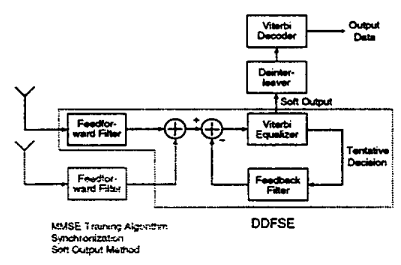 Viterbi
Decoder
Output
Data
Deinter-
leaver
Soft Output
Feedfor-
ward Filter
+
Viterbi
Equalizer
−
Tentative
Decision
Feedback
Filter
Feedfor-
ward Filter
DDFSE
MMSE Training Algorithm
Synchronization
Soft Output Method